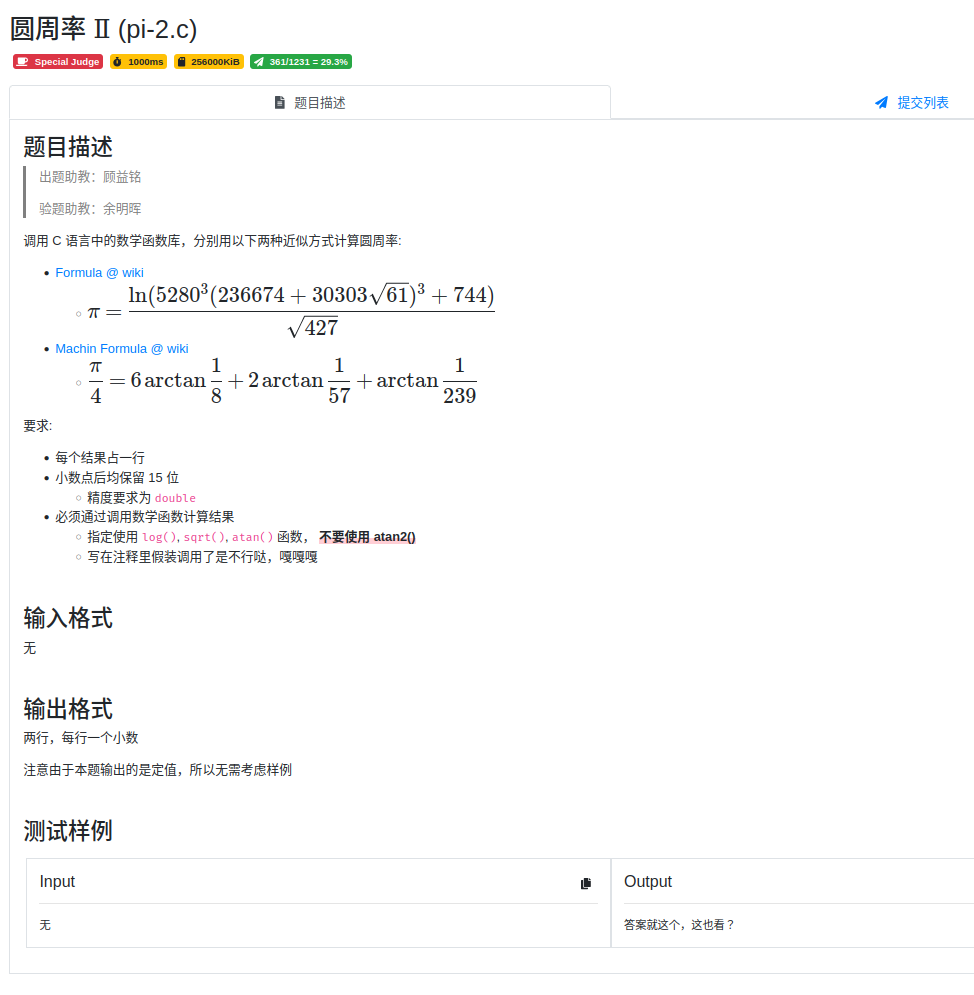 圆周率 Ⅱ (pi-2.c)
Special Judge 1000ms 256000KiB 361/1231 = 29.3%
题目描述 提交列表
题目描述
出题助教：顾益铭
验题助教：余明晖
调用 C 语言中的数学函数库，分别用以下两种近似方式计算圆周率:
Formula @ wiki
π = ln(5280³(236674 + 30303√61)³ + 744) / √427
Machin Formula @ wiki
π/4 = 6 arctan 1/8 + 2 arctan 1/57 + arctan 1/239
要求:
每个结果占一行
小数点后均保留 15 位
精度要求为 double
必须通过调用数学函数计算结果
指定使用 log(), sqrt(), atan() 函数， 不要使用 atan2()
写在注释里假装调用了是不行哒，嘎嘎嘎
输入格式
无
输出格式
两行，每行一个小数
注意由于本题输出的是定值，所以无需考虑样例
测试样例
Input Output
无 答案就这个，这也看？